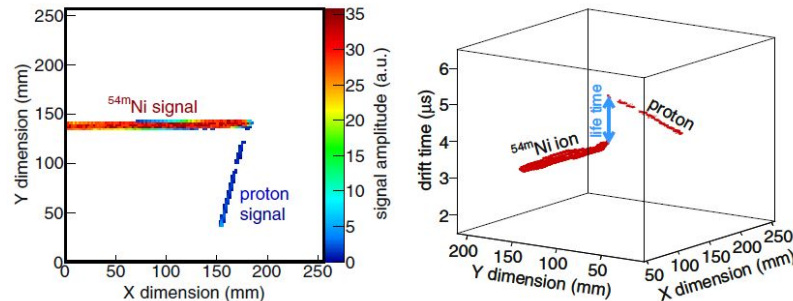 250
200
150
100
50
0
Y dimension (mm)
54mNi signal
proton
signal
0 50 100 150 200 250
X dimension (mm)
35
30
25
20
15
10
5
0
signal amplitude (a.u.)
6
5
4
3
2
drift time (μs)
life time
proton
54mNi ion
200 150 100 50
Y dimension (mm)
50 100 150 200 250
X dimension (mm)